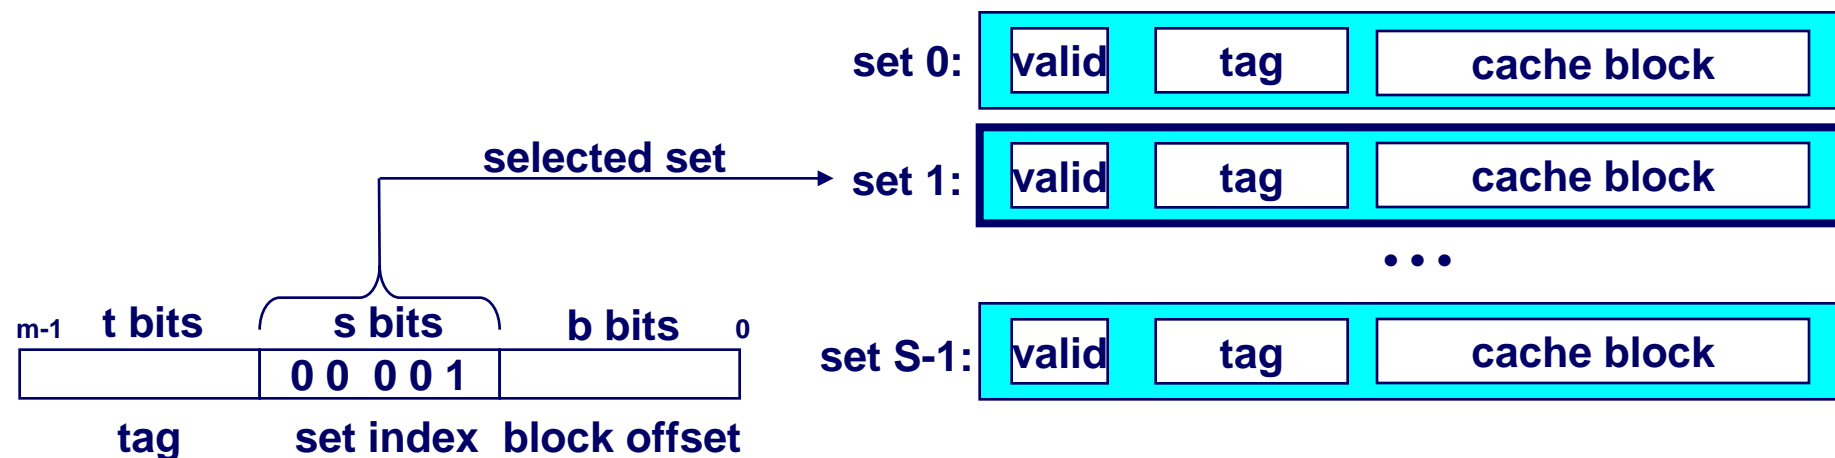 set 0: valid tag cache block
selected set
set 1: valid tag cache block
• • •
m-1 t bits s bits b bits 0
0 0 0 0 1
set S-1: valid tag cache block
tag set index block offset